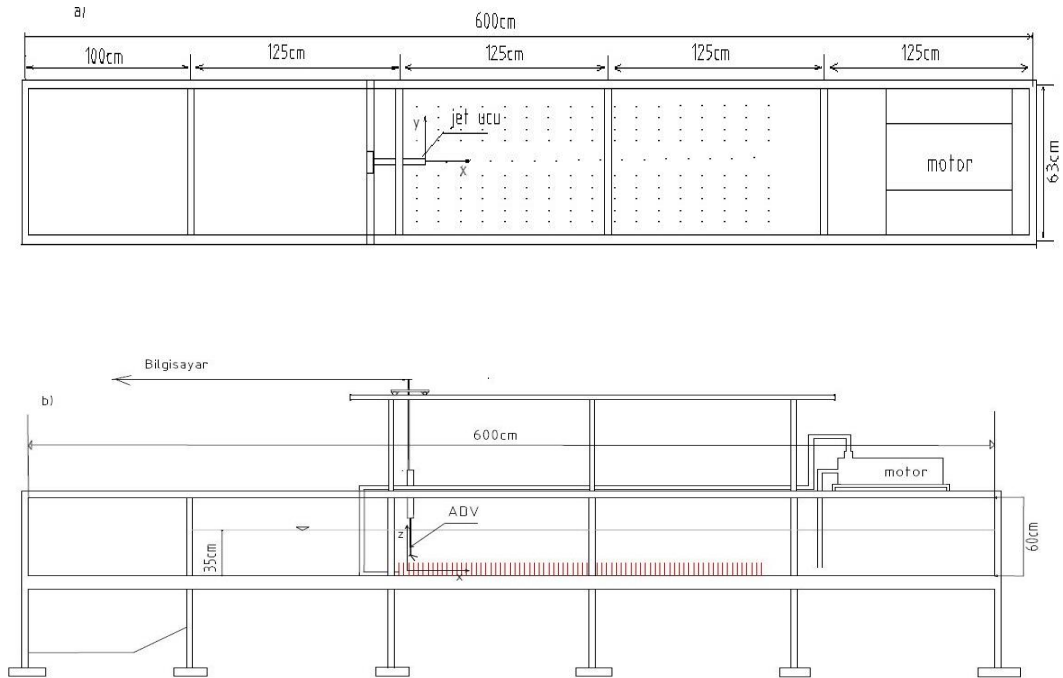 a)
600cm
100cm
125cm
125cm
125cm
125cm
y
jet ucu
x
motor
63cm
Bilgisayar
b)
600cm
motor
ADV
z
35cm
x
60cm